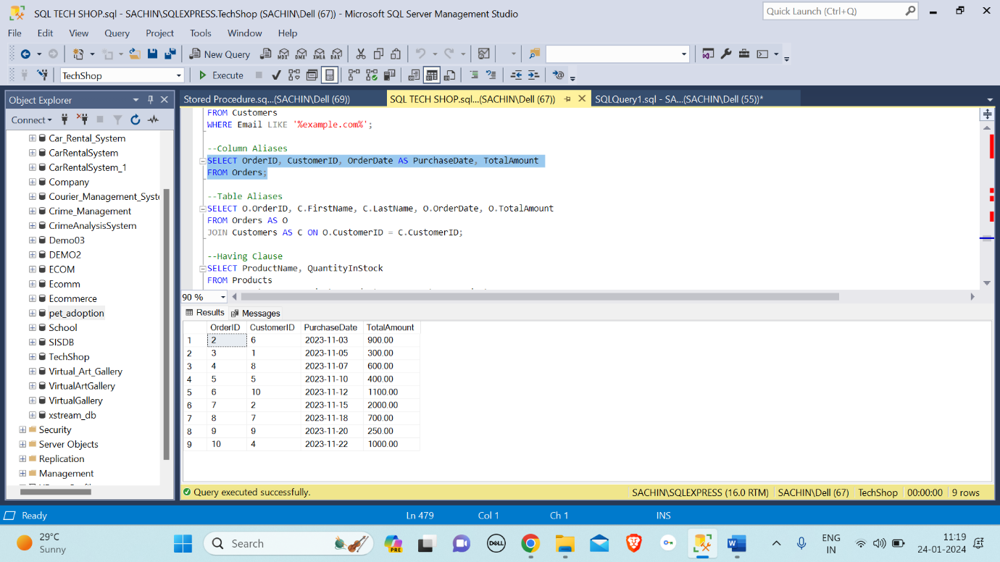 SQL TECH SHOP.sql - SACHIN\SQLEXPRESS.TechShop (SACHIN\Dell (67)) - Microsoft SQL Server Management Studio
Quick Launch (Ctrl+Q)
File Edit View Query Project Tools Window Help
New Query MDX DMX XMLA DAX
TechShop Execute
Object Explorer
Stored Procedure.sq...(SACHIN\Dell (69)) SQL TECH SHOP.sql...(SACHIN\Dell (67)) SQLQuery1.sql - SA...(SACHIN\Dell (55))*
Connect
Car_Rental_System
CarRentalSystem
CarRentalSystem_1
Company
Courier_Management_Syste
Crime_Management
CrimeAnalysisSystem
Demo03
DEMO2
ECOM
Ecomm
Ecommerce
pet_adoption
School
SISDB
TechShop
Virtual_Art_Gallery
VirtualArtGallery
VirtualGallery
xstream_db
Security
Server Objects
Replication
Management
FROM Customers
WHERE Email LIKE '%example.com%';
--Column Aliases
SELECT OrderID, CustomerID, OrderDate AS PurchaseDate, TotalAmount
FROM Orders;
--Table Aliases
SELECT O.OrderID, C.FirstName, C.LastName, O.OrderDate, O.TotalAmount
FROM Orders AS O
JOIN Customers AS C ON O.CustomerID = C.CustomerID;
--Having Clause
SELECT ProductName, QuantityInStock
FROM Products
90 %
Results Messages
OrderID CustomerID PurchaseDate TotalAmount
1 2 6 2023-11-03 900.00
2 3 1 2023-11-05 300.00
3 4 8 2023-11-07 600.00
4 5 5 2023-11-10 400.00
5 6 10 2023-11-12 1100.00
6 7 2 2023-11-15 2000.00
7 8 7 2023-11-18 700.00
8 9 9 2023-11-20 250.00
9 10 4 2023-11-22 1000.00
Query executed successfully. SACHIN\SQLEXPRESS (16.0 RTM) SACHIN\Dell (67) TechShop 00:00:00 9 rows
Ready Ln 479 Col 1 Ch 1 INS
29°C
Sunny
Search
PRE
DELL
ENG
IN
11:19
24-01-2024